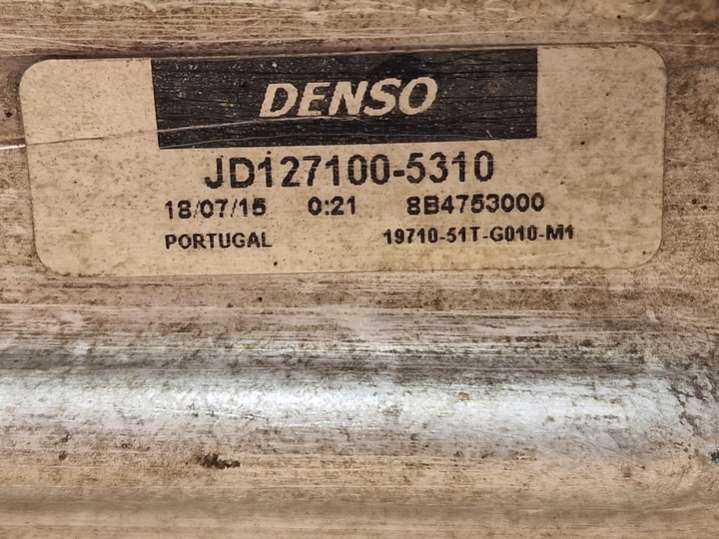 DENSO
JD127100-5310
18/07/15 0:21 8B4753000
PORTUGAL 19710-51T-G010-M1